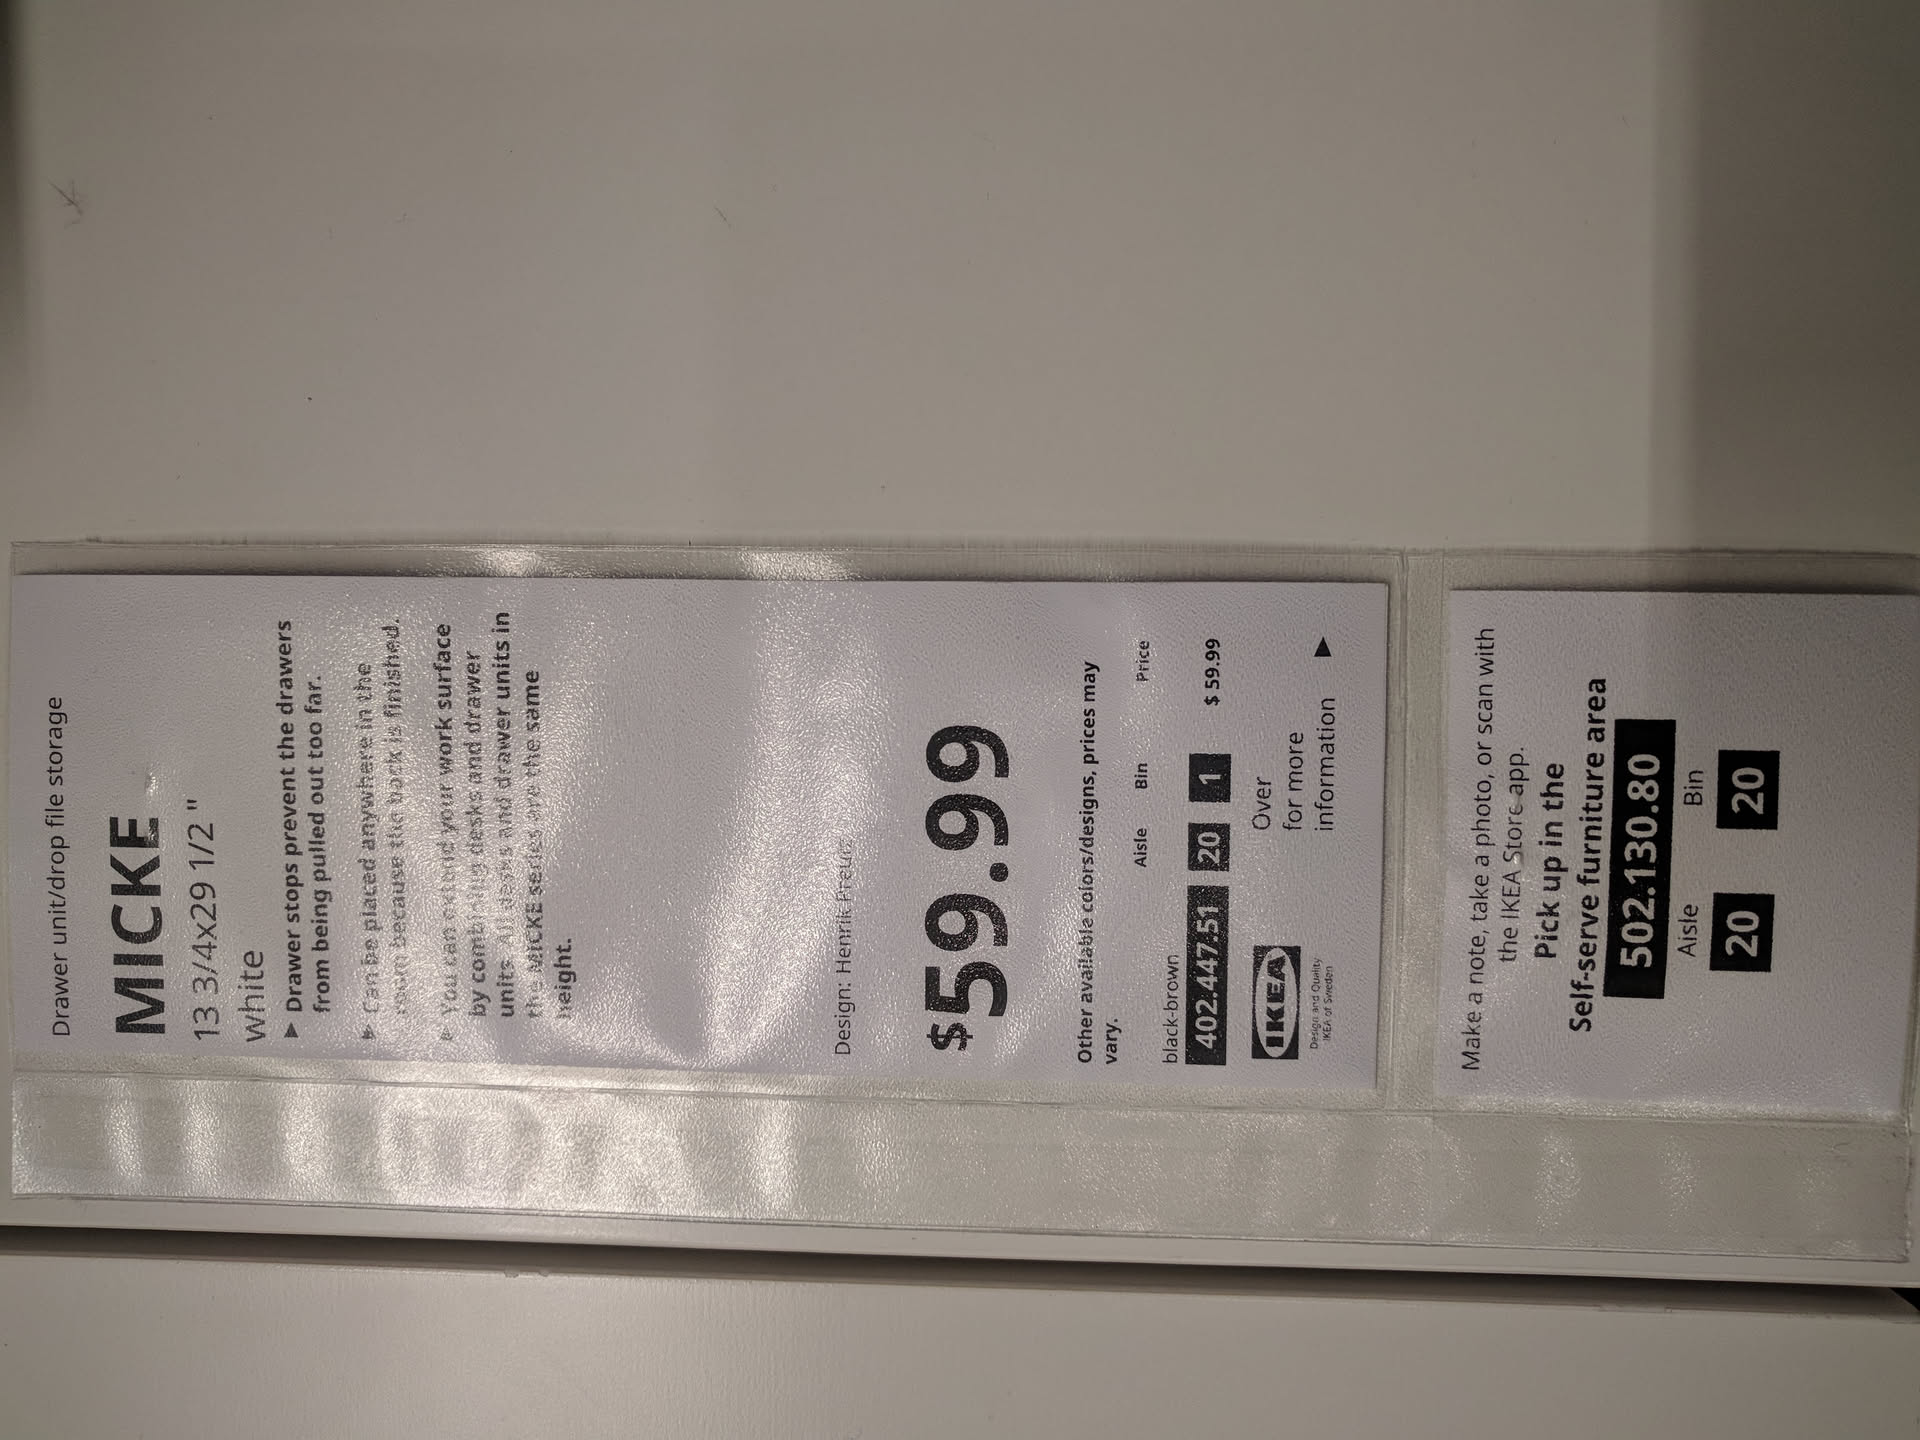 Drawer unit/drop file storage
MICKE
13 3/4x29 1/2 "
white
▶ Drawer stops prevent the drawers
from being pulled out too far.
▶ Can be placed anywhere in the
room because the back is finished.
▶ You can extend your work surface
by combining desks and drawer
units. All desks and drawer units in
the MICKE series are the same
height.
Design: Henrik Preutz
$59.99
Other available colors/designs, prices may
vary.
Aisle Bin Price
black-brown
402.447.51 20 1 $ 59.99
IKEA
Design and Quality
IKEA of Sweden
Over
for more
information ▶
Make a note, take a photo, or scan with
the IKEA Store app.
Pick up in the
Self-serve furniture area
502.130.80
Aisle Bin
20 20